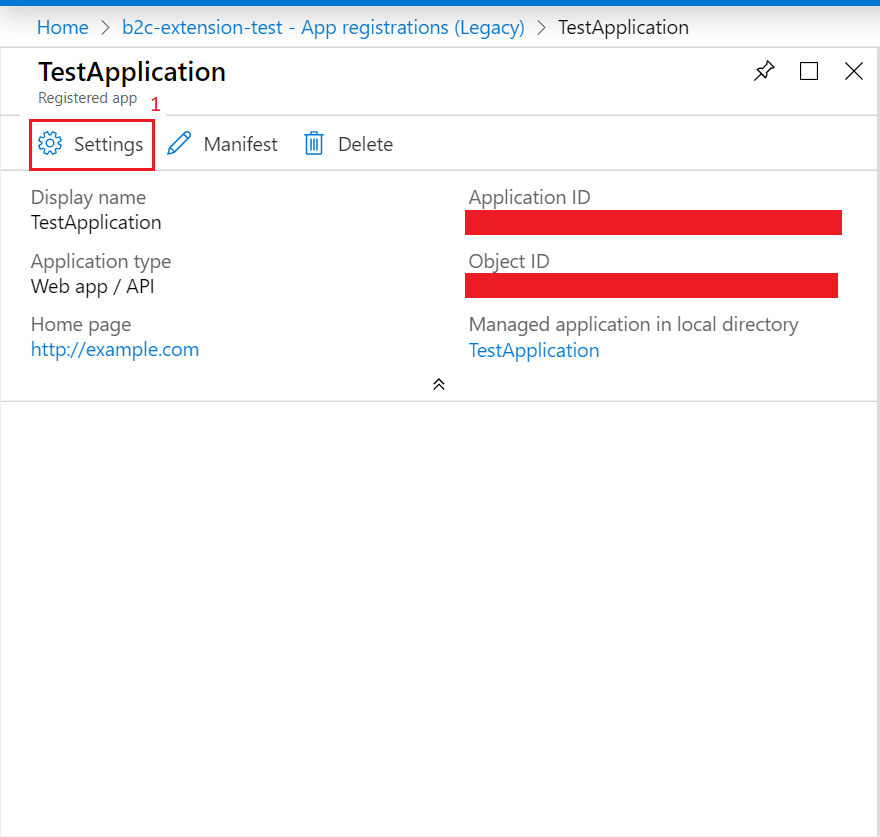 Home > b2c-extension-test - App registrations (Legacy) > TestApplication
TestApplication
Registered app
1
Settings Manifest Delete
Display name
TestApplication
Application ID
Application type
Web app / API
Object ID
Home page
http://example.com
Managed application in local directory
TestApplication